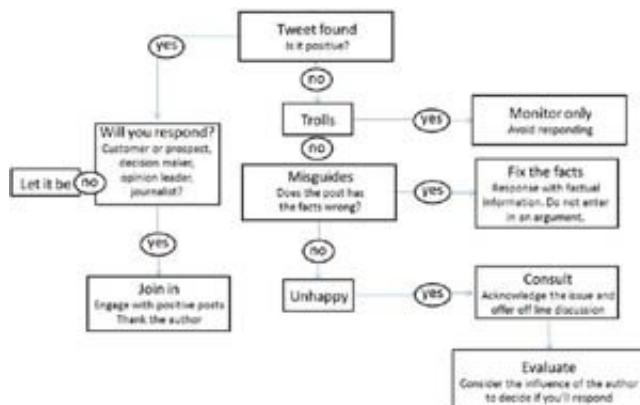 Tweet found
Is it positive?
yes
no
Trolls
yes
Monitor only
Avoid responding
Will you respond?
Customer or prospect,
decision maker,
opinion leader,
journalist?
no
Let it be
no
Misguides
Does the post has
the facts wrong?
yes
Fix the facts
Response with factual
information. Do not enter
in an argument.
yes
Join in
Engage with positive posts
Thank the author
no
Unhappy
yes
Consult
Acknowledge the issue and
offer off line discussion
Evaluate
Consider the influence of the author
to decide if you'll respond